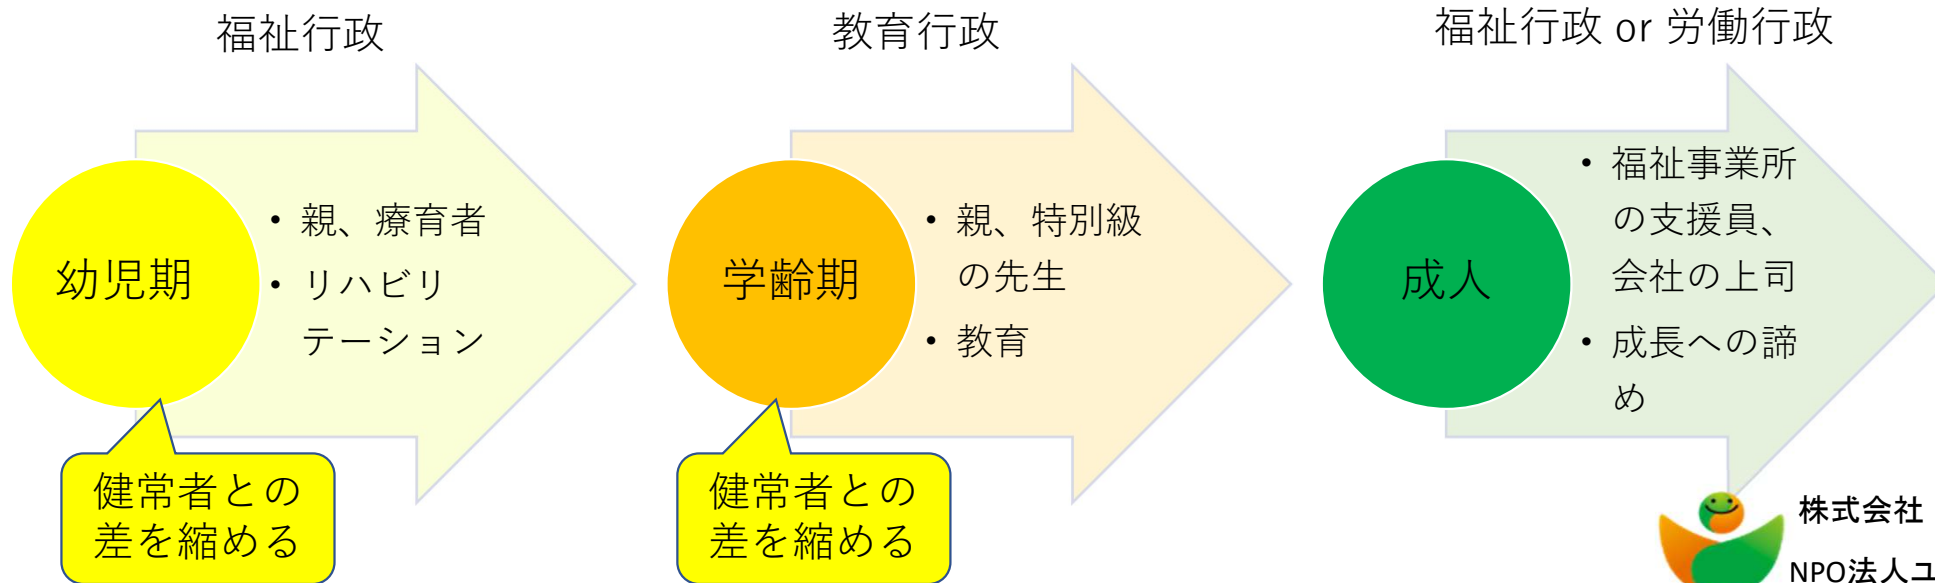 福祉行政
教育行政
福祉行政 or 労働行政
幼児期
• 親、療育者
• リハビリ
テーション
健常者との
差を縮める
学齢期
• 親、特別級
の先生
• 教育
健常者との
差を縮める
成人
• 福祉事業所
の支援員、
会社の上司
• 成長への諦
め
株式会社
NPO法人ユ